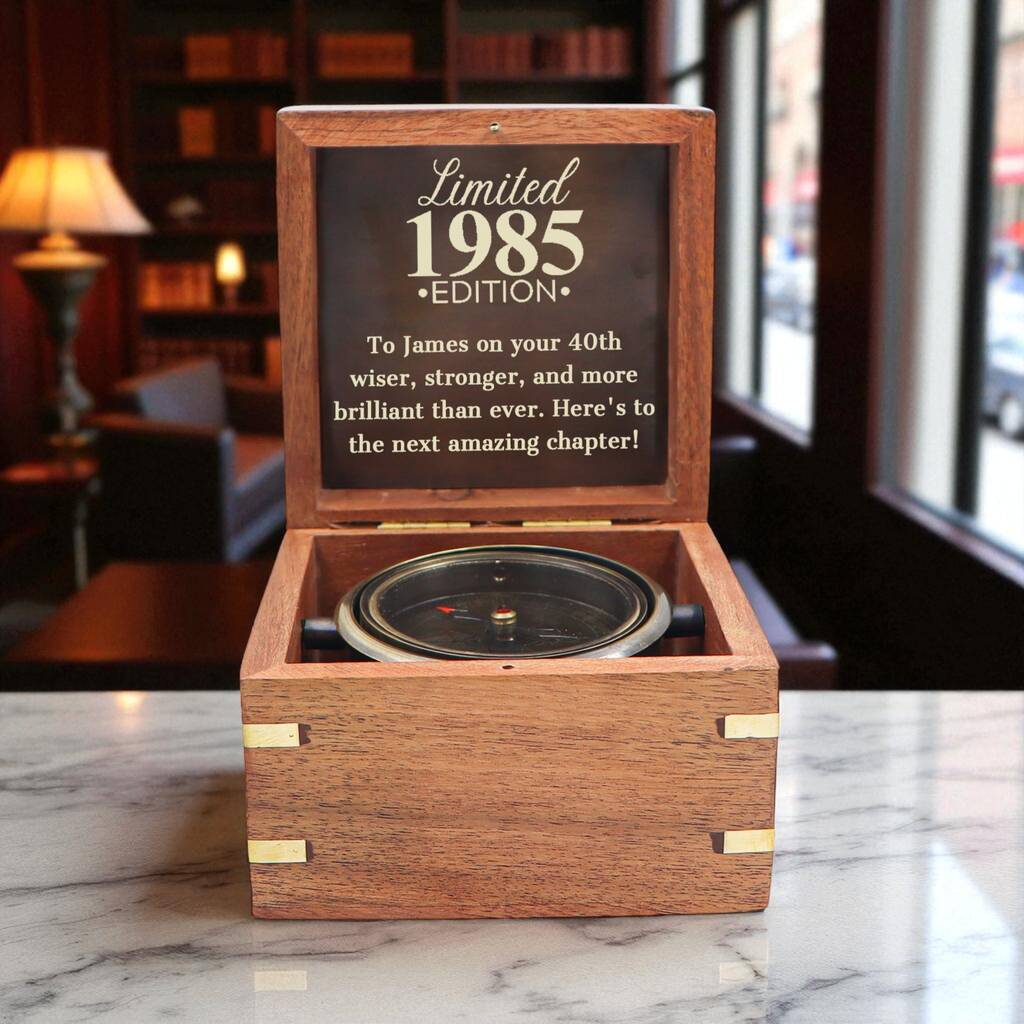 Limited
1985
•EDITION•
To James on your 40th
wiser, stronger, and more
brilliant than ever. Here's to
the next amazing chapter!